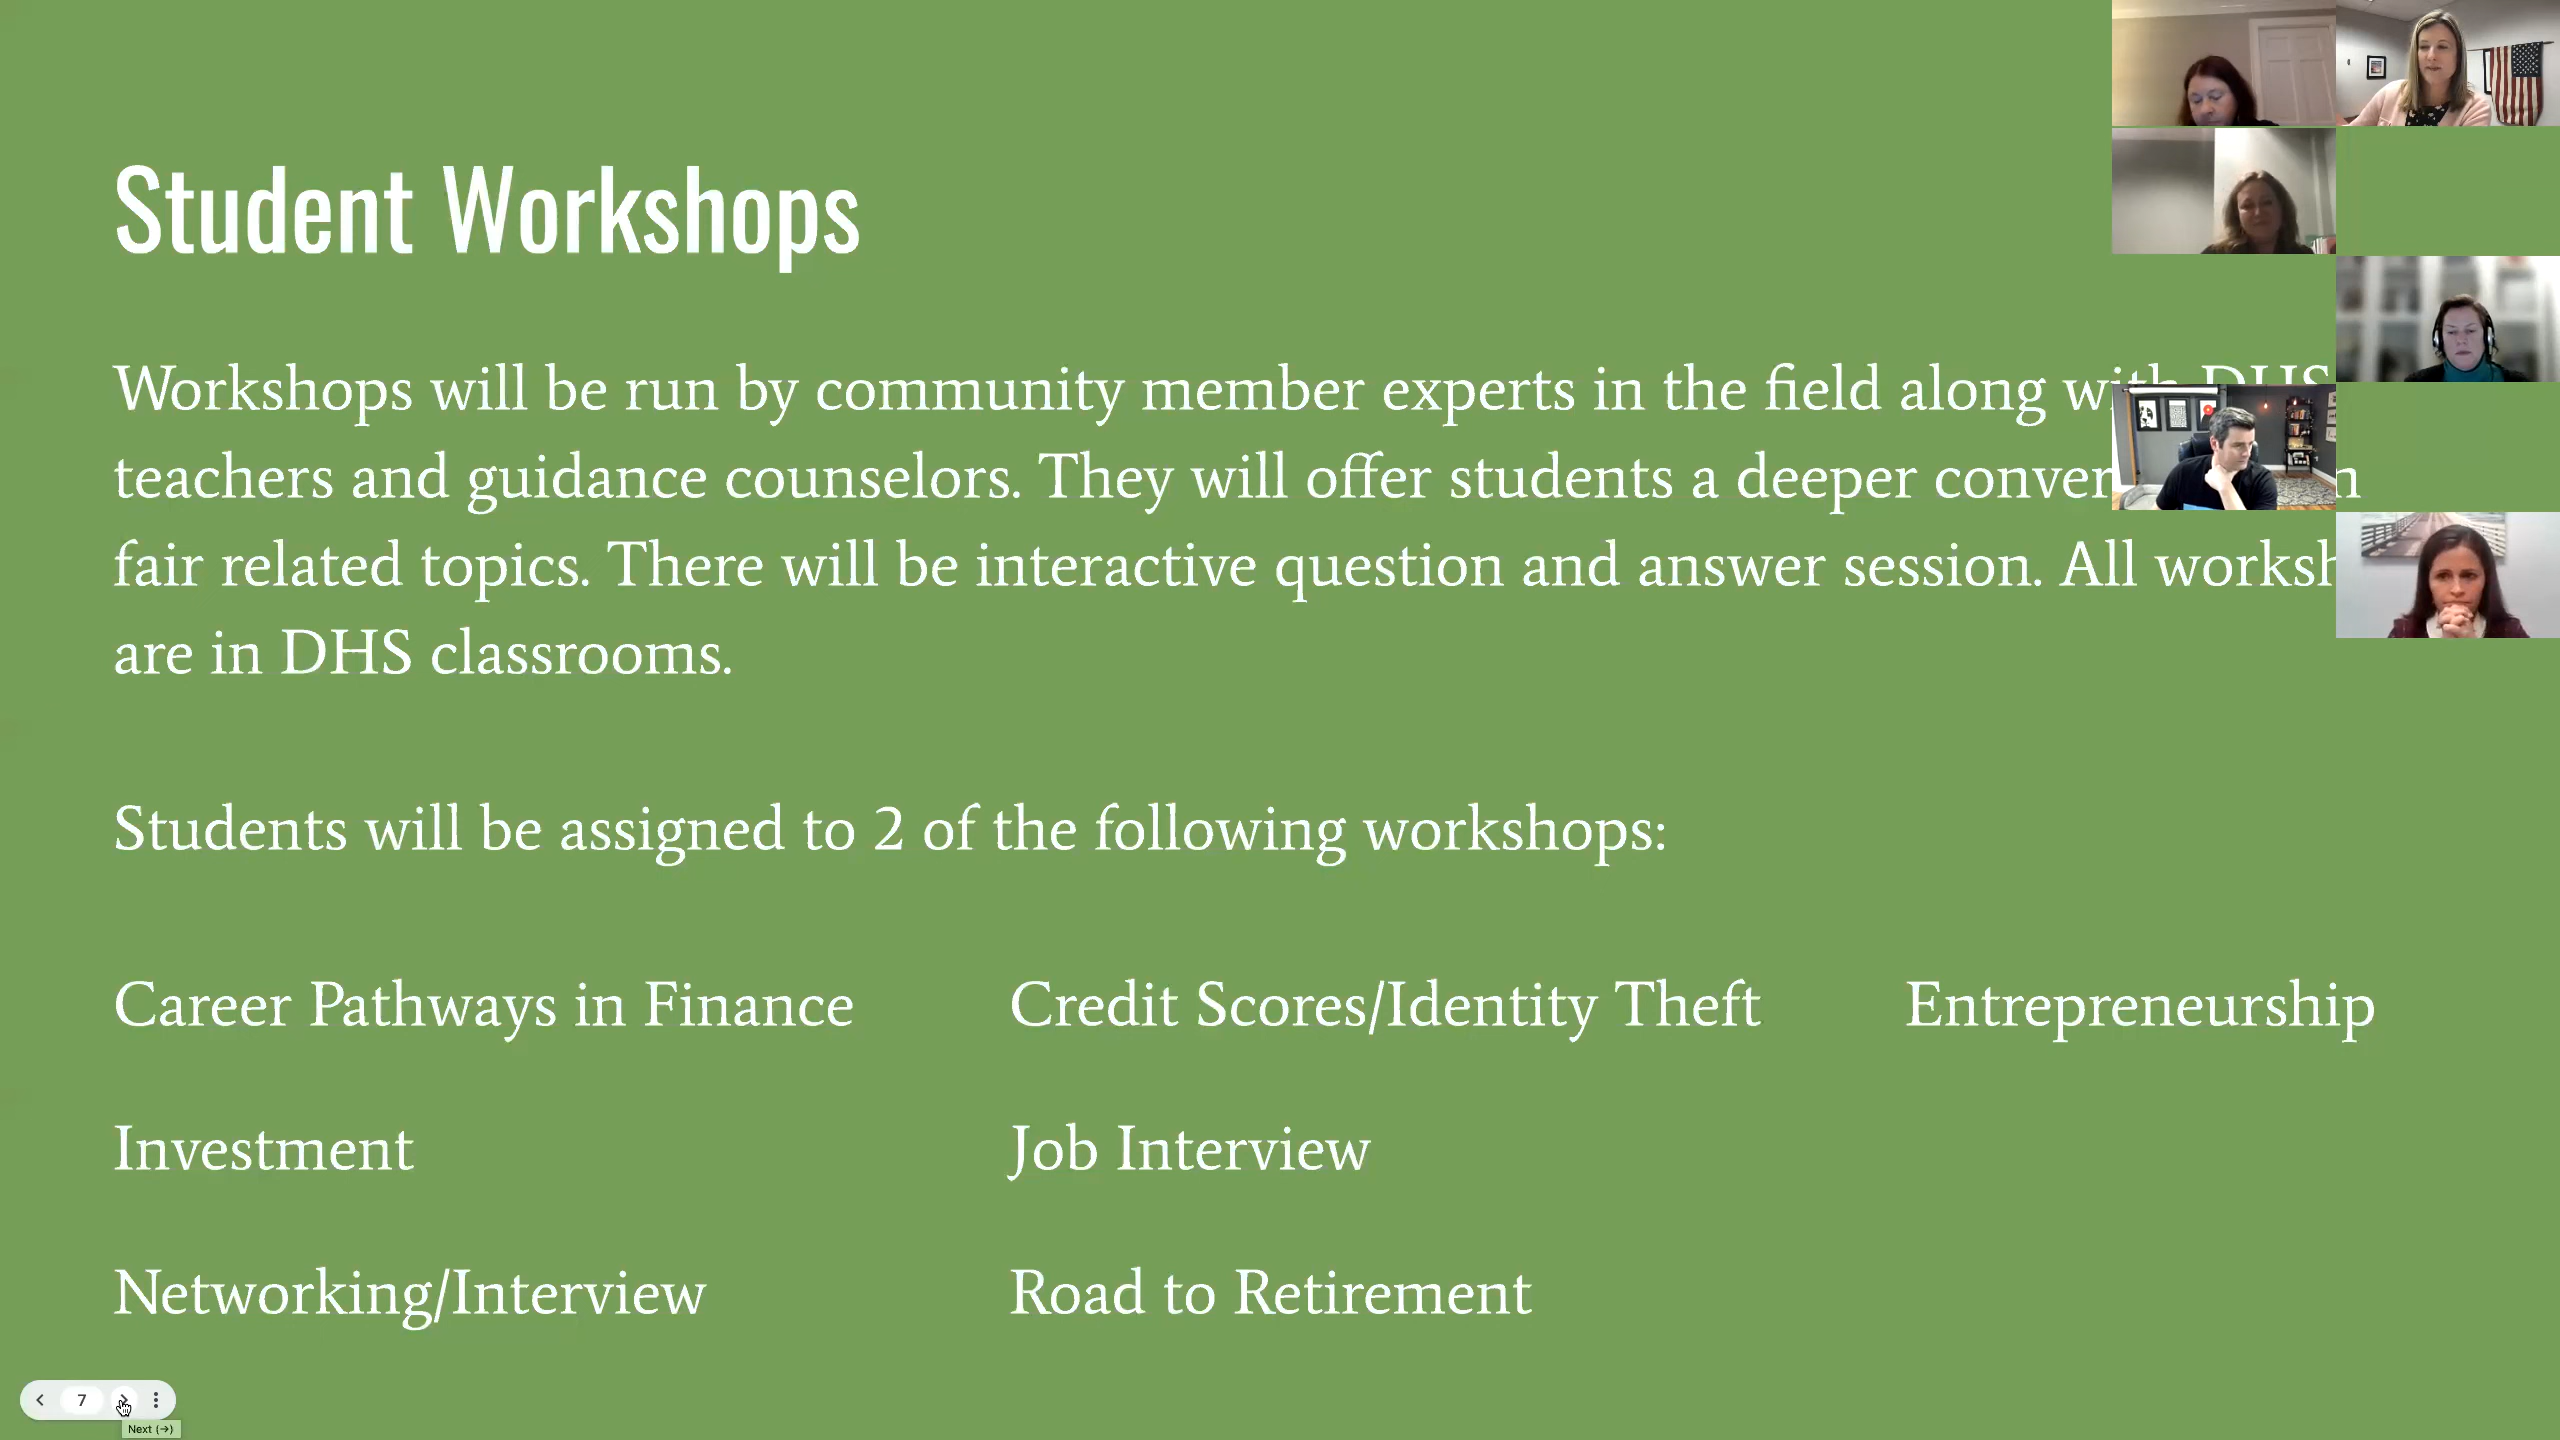 Student Workshops
Workshops will be run by community member experts in the field along with DHS
teachers and guidance counselors. They will offer students a deeper
fair related topics. There will be interactive question and answer session. All
are in DHS classrooms.
Students will be assigned to 2 of the following workshops:
Career Pathways in Finance Credit Scores/Identity Theft Entrepreneurship
Investment Job Interview
Networking/Interview Road to Retirement
7
Next (→)